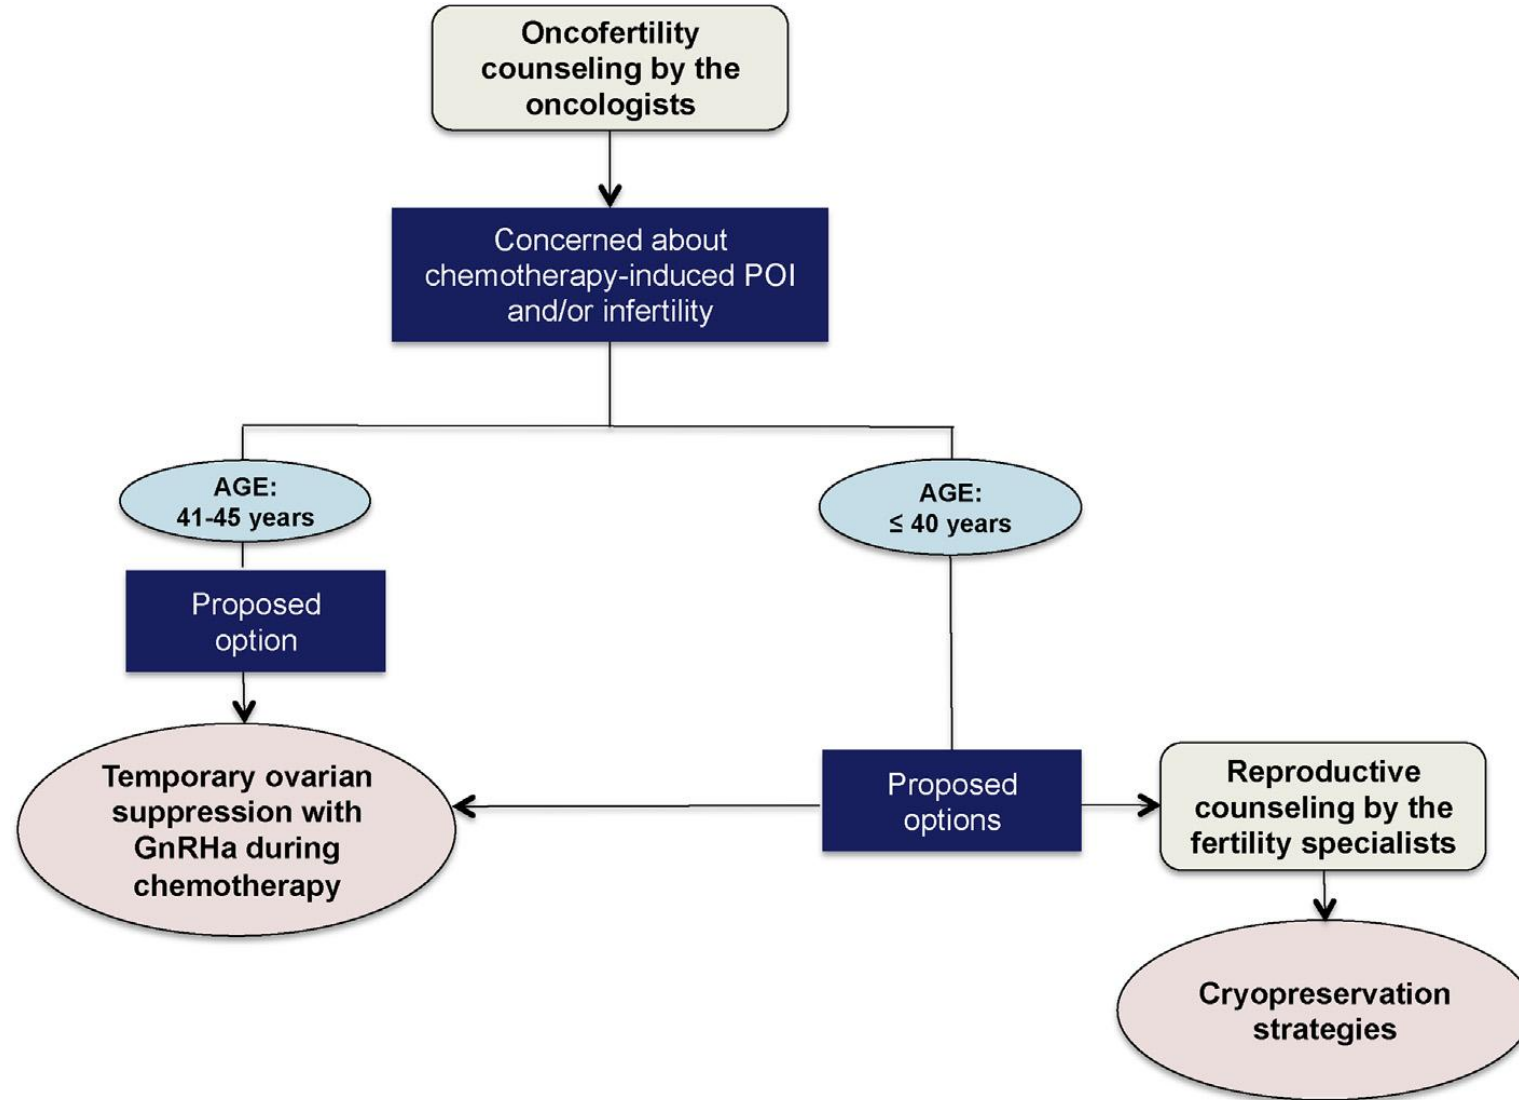 Oncofertility
counseling by the
oncologists
Concerned about
chemotherapy-induced POI
and/or infertility
AGE:
41-45 years
AGE:
≤ 40 years
Proposed
option
Temporary ovarian
suppression with
GnRHa during
chemotherapy
Proposed
options
Reproductive
counseling by the
fertility specialists
Cryopreservation
strategies